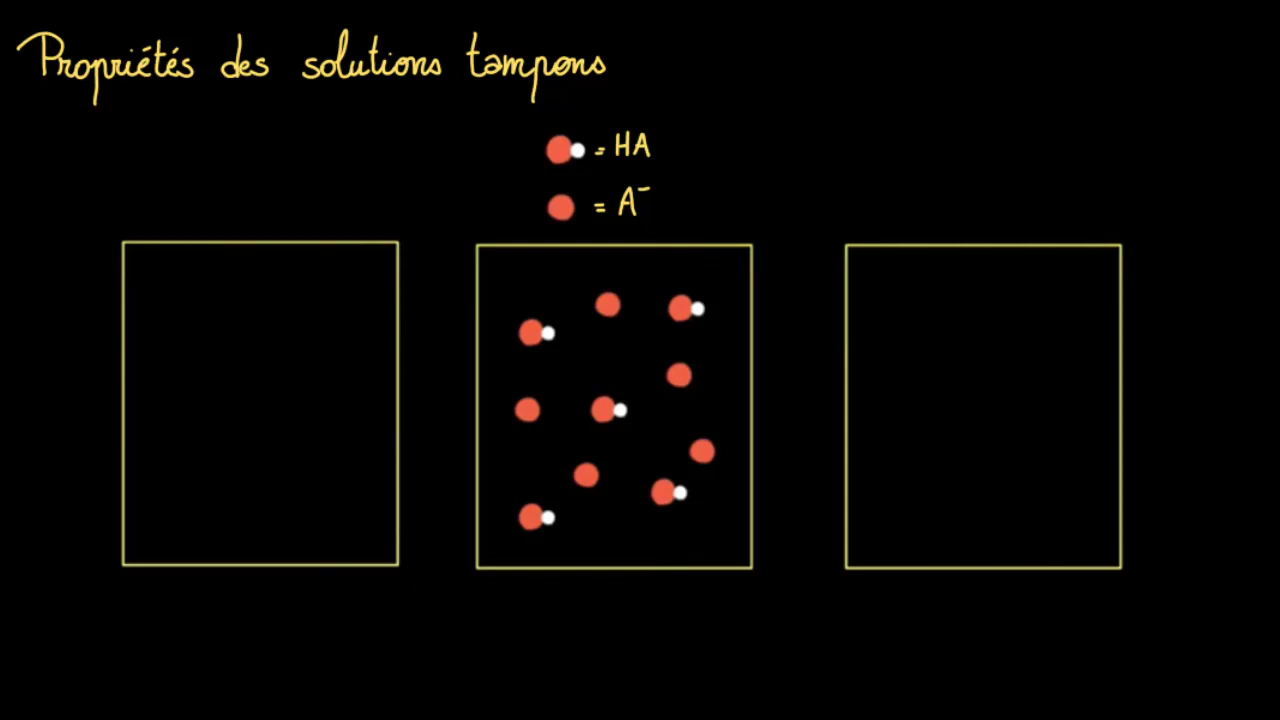 Propriétés des solutions tampons
= HA
= A⁻